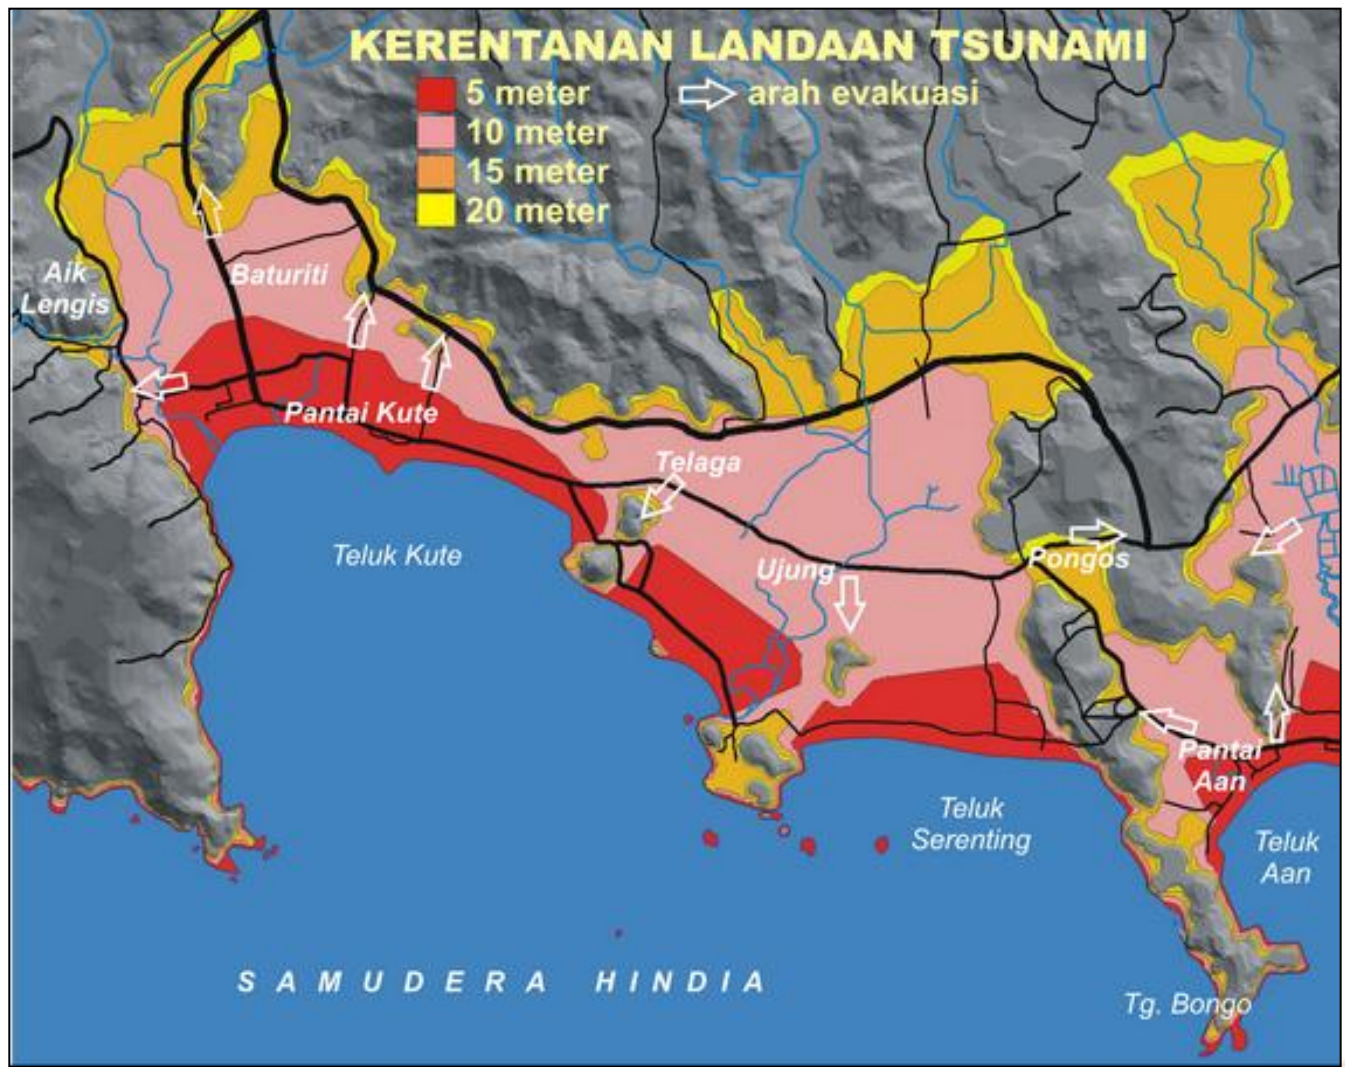 KERENTANAN LANDAAN TSUNAMI
5 meter
arah evakuasi
10 meter
15 meter
20 meter
Aik
Lengis
Baturiti
Pantai Kute
Telaga
Teluk Kute
Ujung
Pongos
Pantai
Aan
Teluk
Serenting
Teluk
Aan
SAMUDERA HINDIA
Tg. Bongo